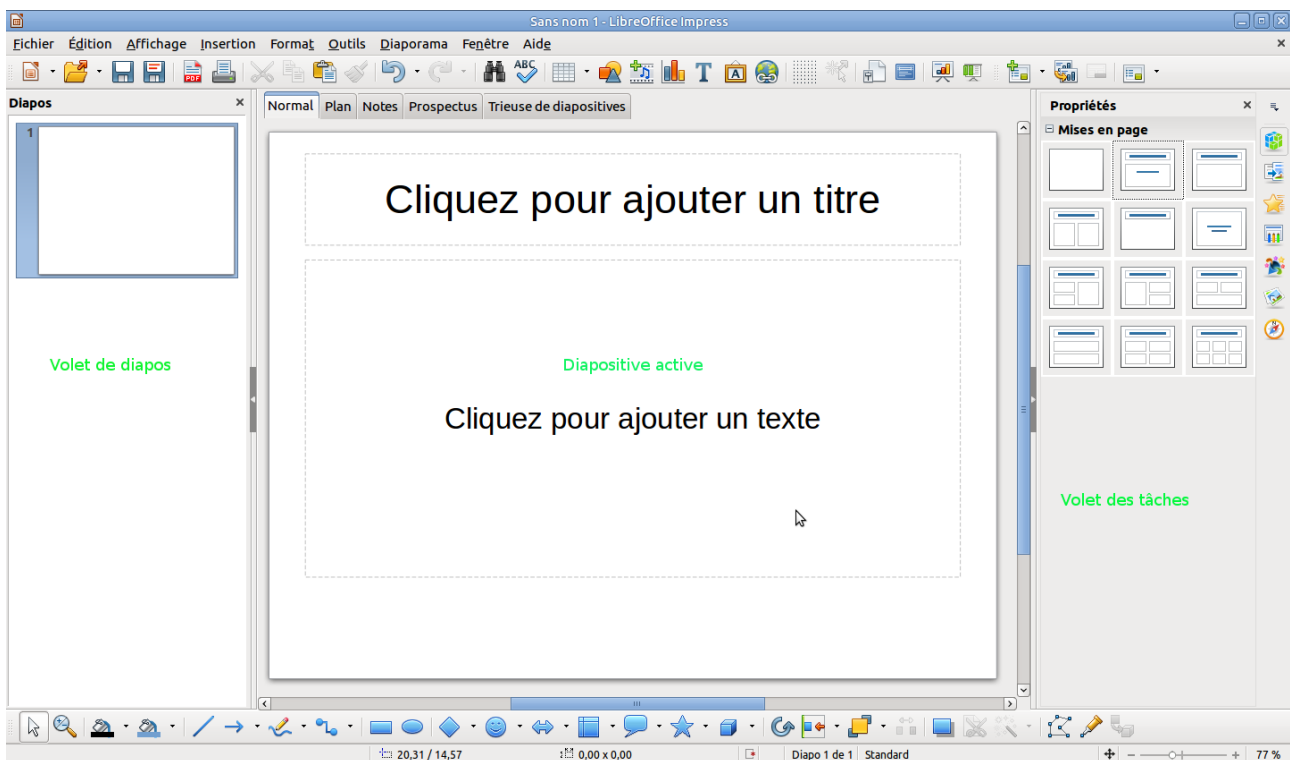 Sans nom 1 - LibreOffice Impress
Fichier Édition Affichage Insertion Format Outils Diaporama Fenêtre Aide
ABC
PDF
T
A
Diapos
Normal Plan Notes Prospectus Trieuse de diapositives
Propriétés
Mises en page
1
Cliquez pour ajouter un titre
Volet de diapos
Diapositive active
Cliquez pour ajouter un texte
Volet des tâches
20,31 / 14,57 0,00 x 0,00 Diapo 1 de 1 Standard 77 %